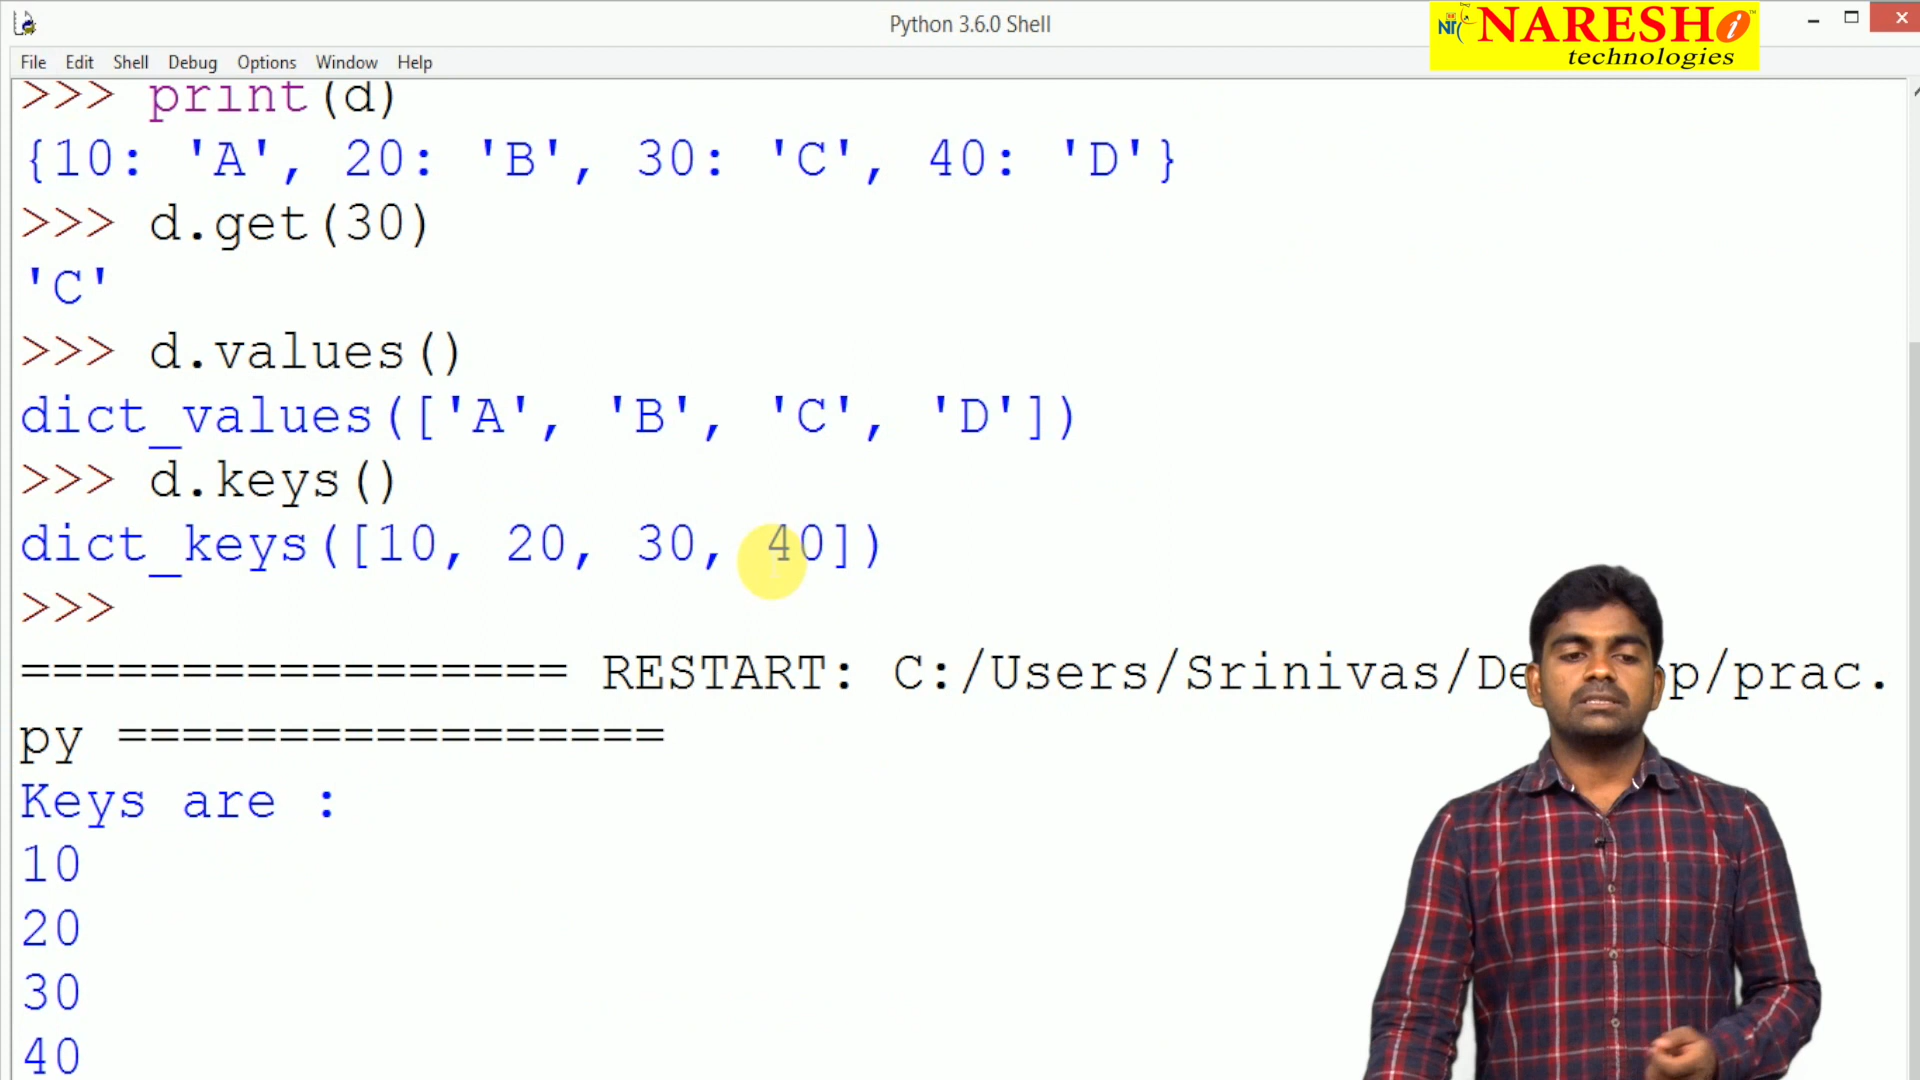 Python 3.6.0 Shell
NARESH i
technologies
File Edit Shell Debug Options Window Help
>>> print(d)
{10: 'A', 20: 'B', 30: 'C', 40: 'D'}
>>> d.get(30)
'C'
>>> d.values()
dict_values(['A', 'B', 'C', 'D'])
>>> d.keys()
dict_keys([10, 20, 30, 40])
>>>
================= RESTART: C:/Users/Srinivas/De p/prac.
py =================
Keys are :
10
20
30
40